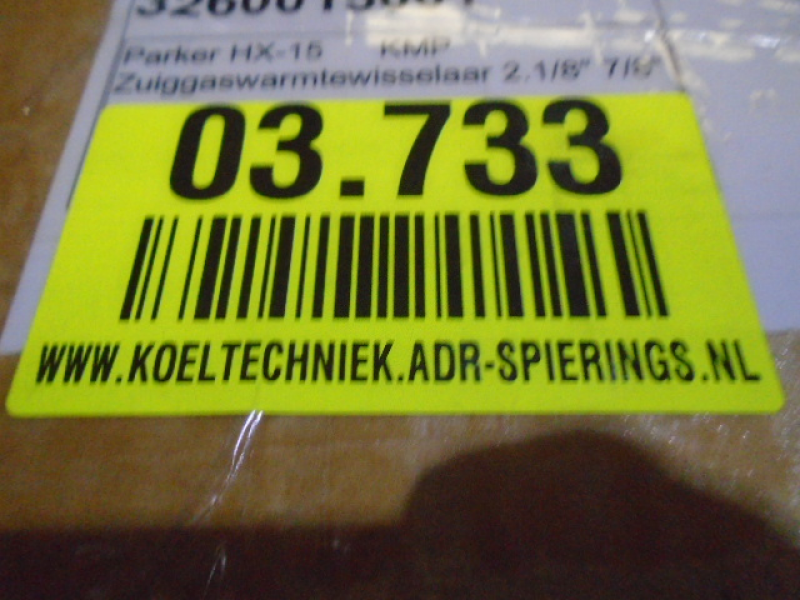 Parker HX-15 KMP
Zuiggaswarmtewisselaar 2.1/8" 7/8"
03.733
WWW.KOELTECHNIEK.ADR-SPIERINGS.NL